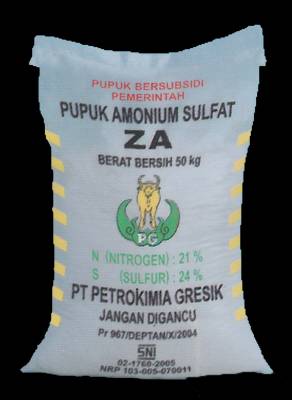 PUPUK BERSUBSIDI
PEMERINTAH
PUPUK AMONIUM SULFAT
ZA
BERAT BERSIH 50 kg
PG
N (NITROGEN) : 21 %
S (SULFUR) : 24 %
PT PETROKIMIA GRESIK
JANGAN DIGANCU
Pr 967/DEPTAN/X/2004
SNI
02-1760-2005
NRP 103-005-070011